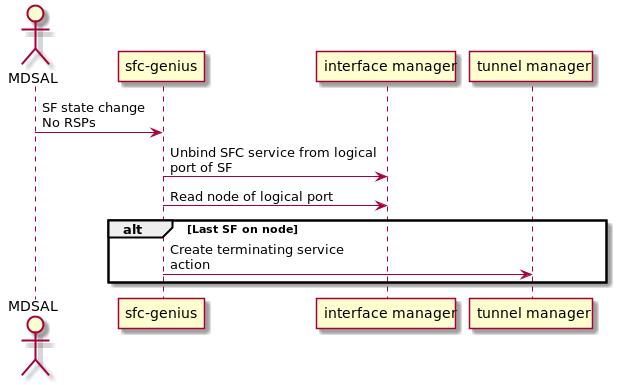 MDSAL
sfc-genius
interface manager
tunnel manager
SF state change
No RSPs
Unbind SFC service from logical
port of SF
Read node of logical port
alt
[Last SF on node]
Create terminating service
action
MDSAL
sfc-genius
interface manager
tunnel manager